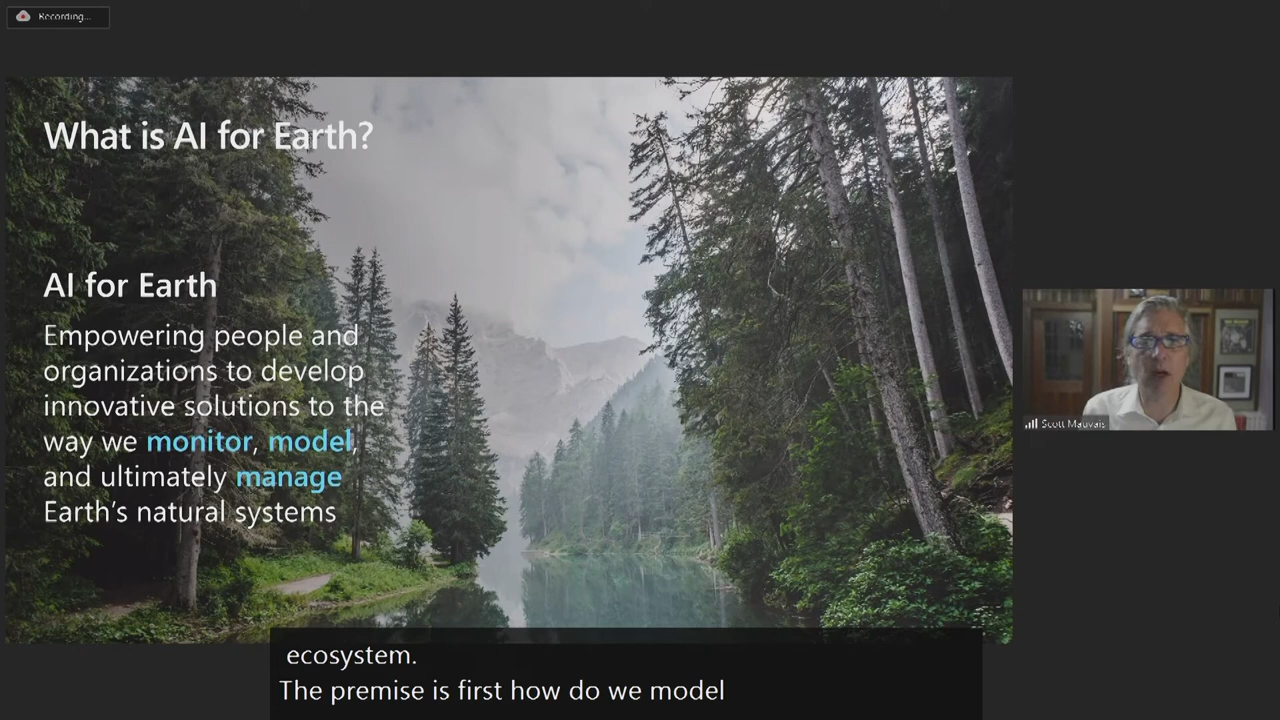 Recording...
What is AI for Earth?
AI for Earth
Empowering people and
organizations to develop
innovative solutions to the
way we monitor, model,
and ultimately manage
Earth's natural systems
Scott Mauvais
ecosystem.
The premise is first how do we model